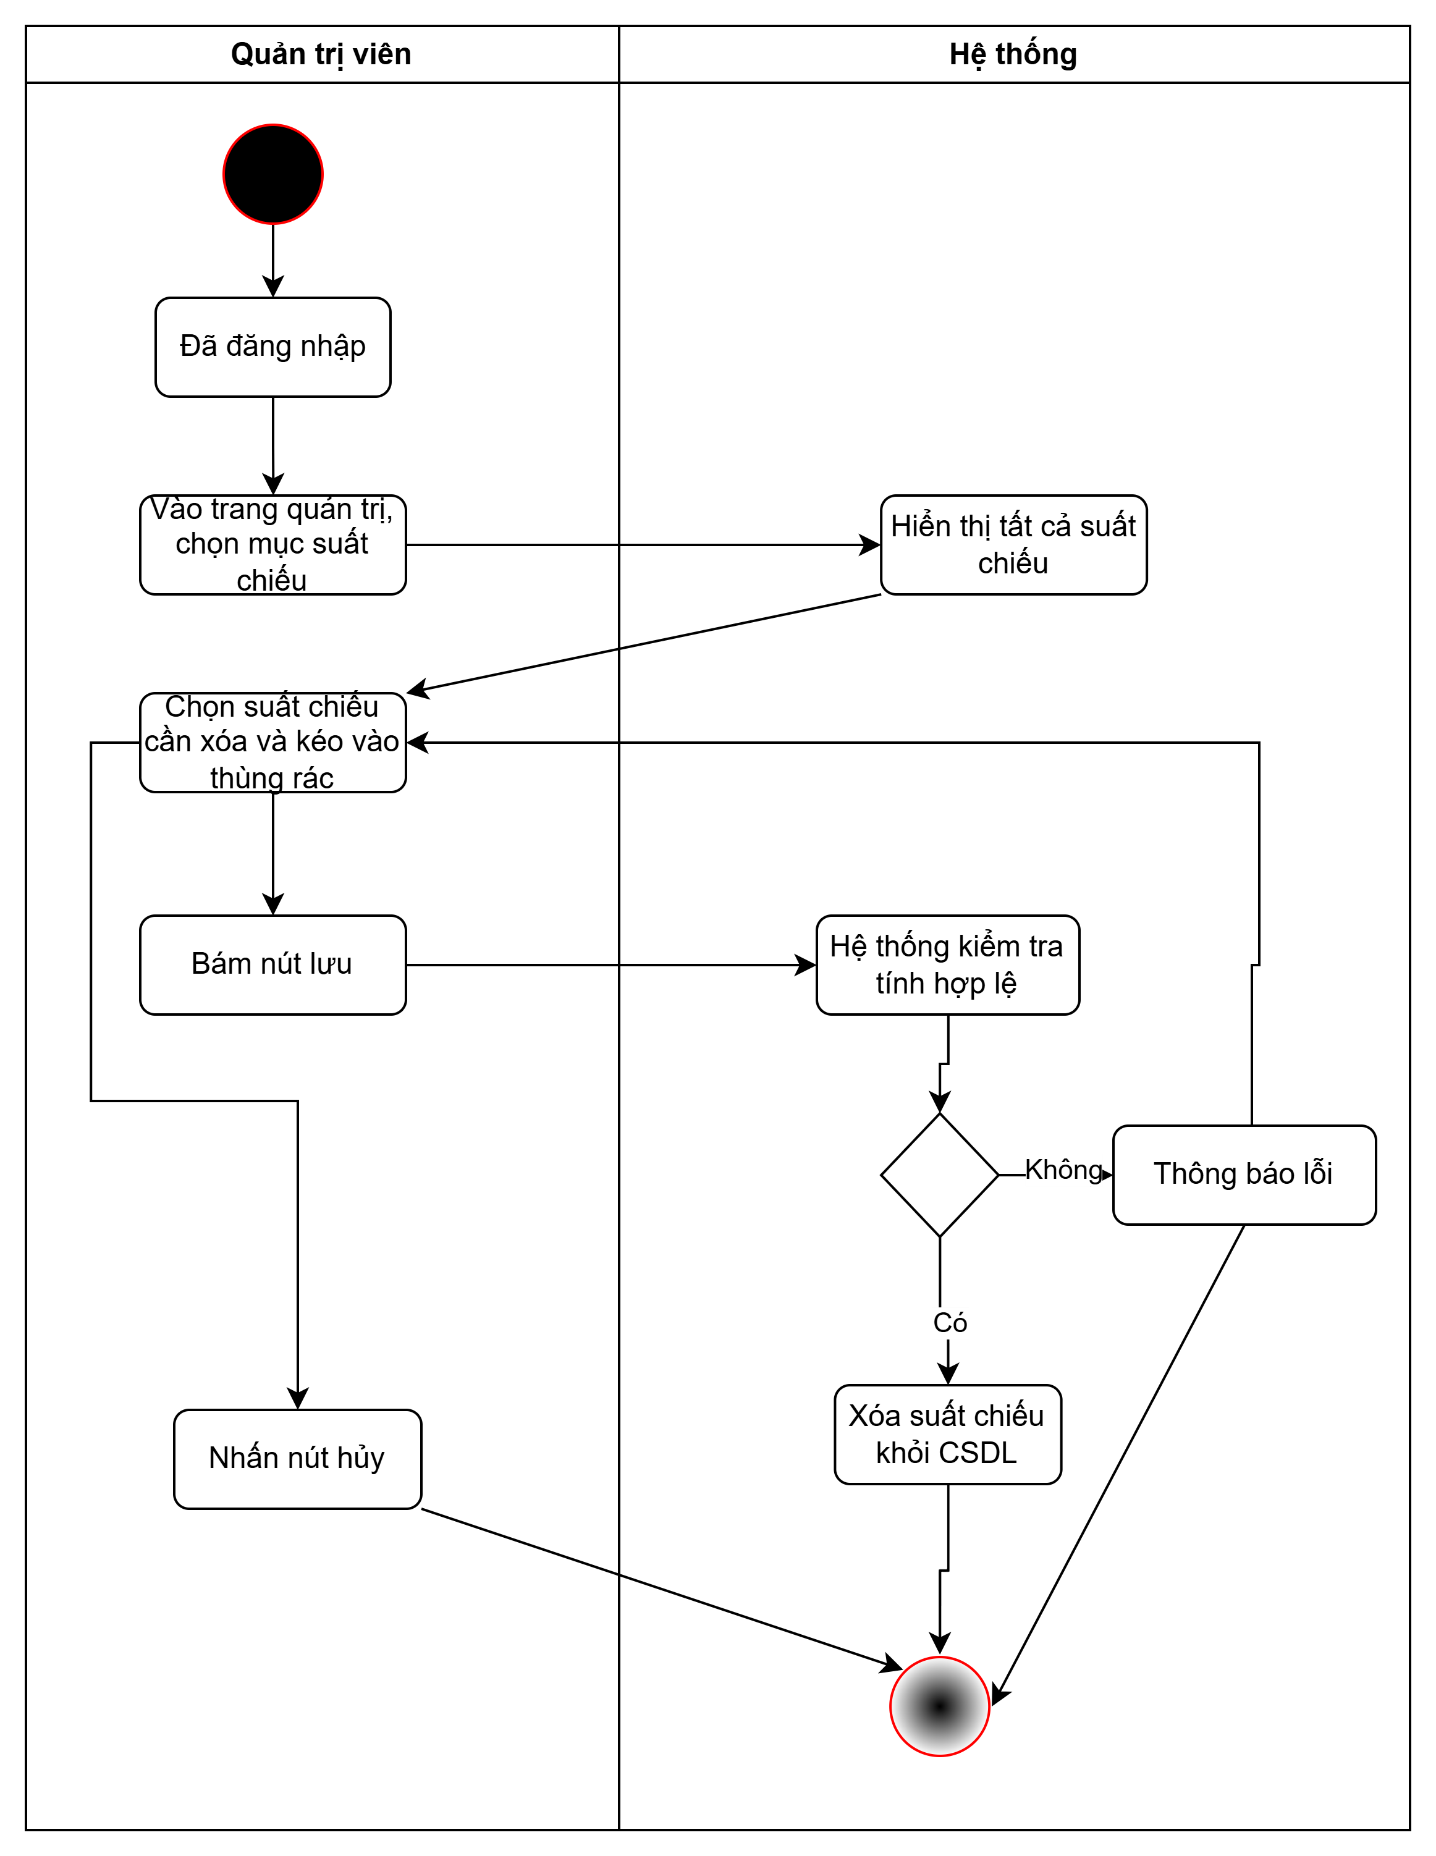 Quản trị viên
Hệ thống
Đã đăng nhập
Vào trang quản trị,
chọn mục suất
chiếu
Hiển thị tất cả suất
chiếu
Chọn suất chiếu
cần xóa và kéo vào
thùng rác
Bám nút lưu
Hệ thống kiểm tra
tính hợp lệ
Không
Thông báo lỗi
Có
Xóa suất chiếu
khỏi CSDL
Nhấn nút hủy